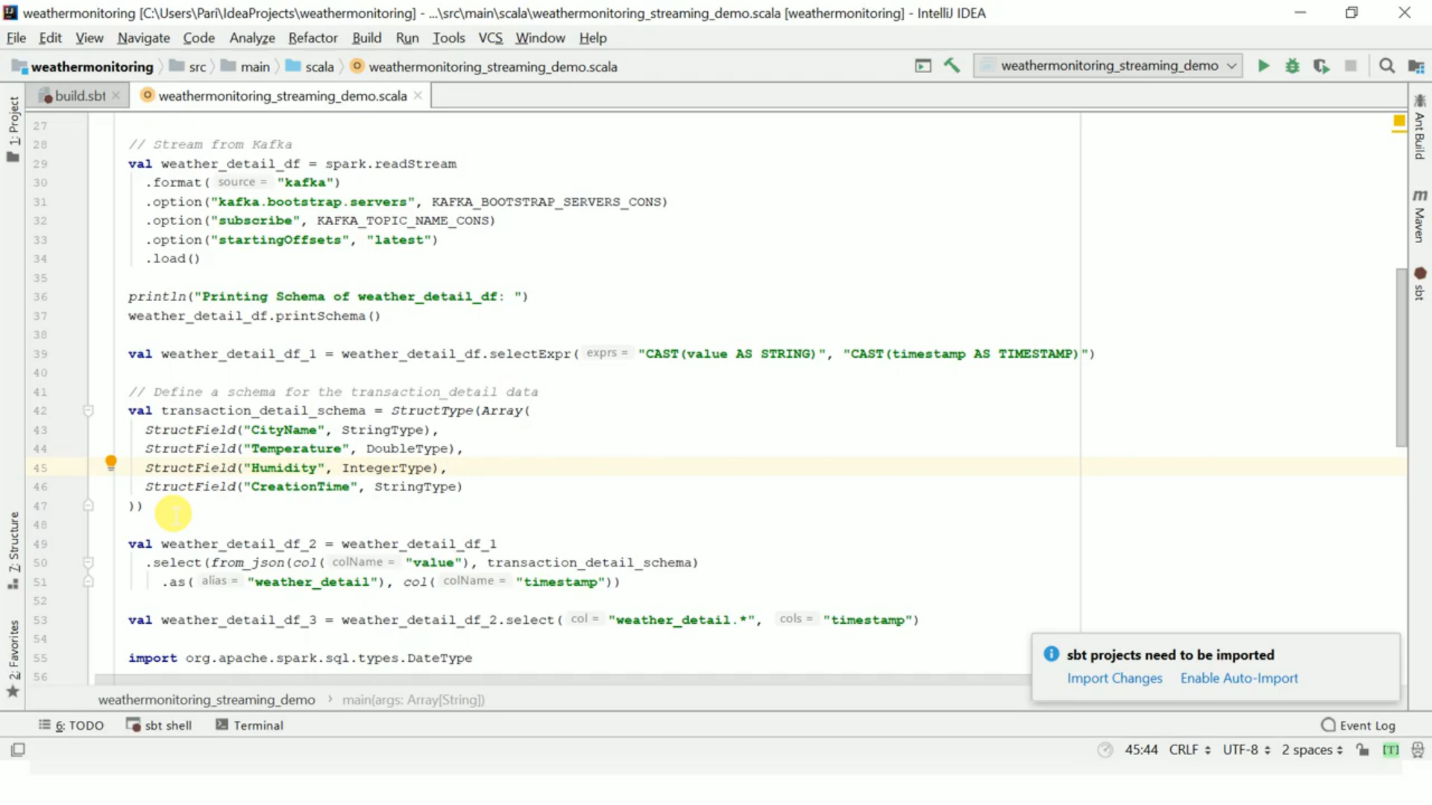 weathermonitoring [C:\Users\Pari\IdeaProjects\weathermonitoring] - ...\src\main\scala\weathermonitoring_streaming_demo.scala [weathermonitoring] - IntelliJ IDEA
File Edit View Navigate Code Analyze Refactor Build Run Tools VCS Window Help
weathermonitoring src main scala weathermonitoring_streaming_demo.scala weathermonitoring_streaming_demo
build.sbt weathermonitoring_streaming_demo.scala
1: Project
Z: Structure
2: Favorites
Ant Build
Maven
sbt
27
28 // Stream from Kafka
29 val weather_detail_df = spark.readStream
30 .format( source = "kafka")
31 .option("kafka.bootstrap.servers", KAFKA_BOOTSTRAP_SERVERS_CONS)
32 .option("subscribe", KAFKA_TOPIC_NAME_CONS)
33 .option("startingOffsets", "latest")
34 .load()
35
36 println("Printing Schema of weather_detail_df: ")
37 weather_detail_df.printSchema()
38
39 val weather_detail_df_1 = weather_detail_df.selectExpr( exprs = "CAST(value AS STRING)", "CAST(timestamp AS TIMESTAMP)")
40
41 // Define a schema for the transaction_detail data
42 val transaction_detail_schema = StructType(Array(
43 StructField("CityName", StringType),
44 StructField("Temperature", DoubleType),
45 StructField("Humidity", IntegerType),
46 StructField("CreationTime", StringType)
47 ))
48
49 val weather_detail_df_2 = weather_detail_df_1
50 .select(from_json(col( colName = "value"), transaction_detail_schema)
51 .as( alias = "weather_detail"), col( colName = "timestamp"))
52
53 val weather_detail_df_3 = weather_detail_df_2.select( col = "weather_detail.*", cols = "timestamp")
54
55 import org.apache.spark.sql.types.DateType
56
sbt projects need to be imported
Import Changes Enable Auto-Import
weathermonitoring_streaming_demo › main(args: Array[String])
6: TODO sbt shell Terminal Event Log
45:44 CRLF UTF-8 2 spaces [T]